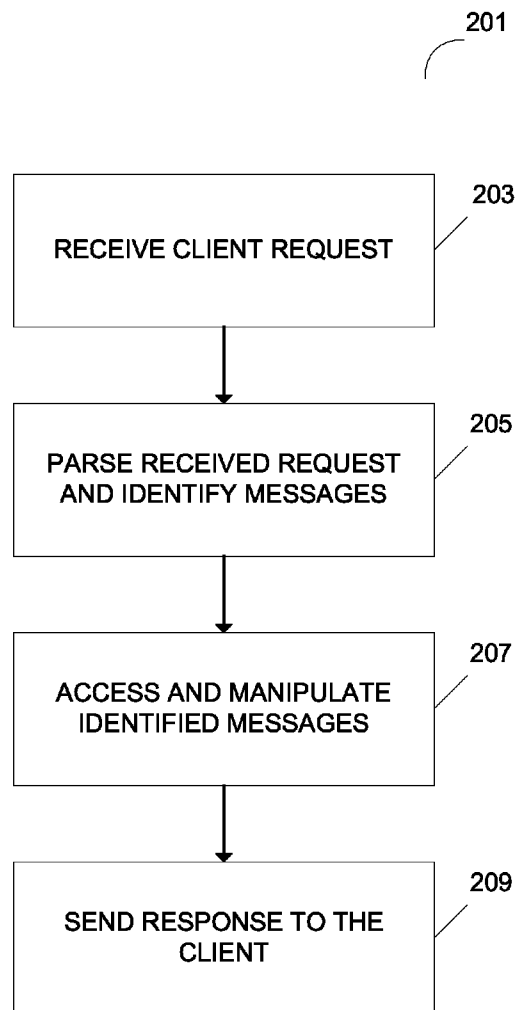 201
203
RECEIVE CLIENT REQUEST
205
PARSE RECEIVED REQUEST
AND IDENTIFY MESSAGES
207
ACCESS AND MANIPULATE
IDENTIFIED MESSAGES
209
SEND RESPONSE TO THE
CLIENT